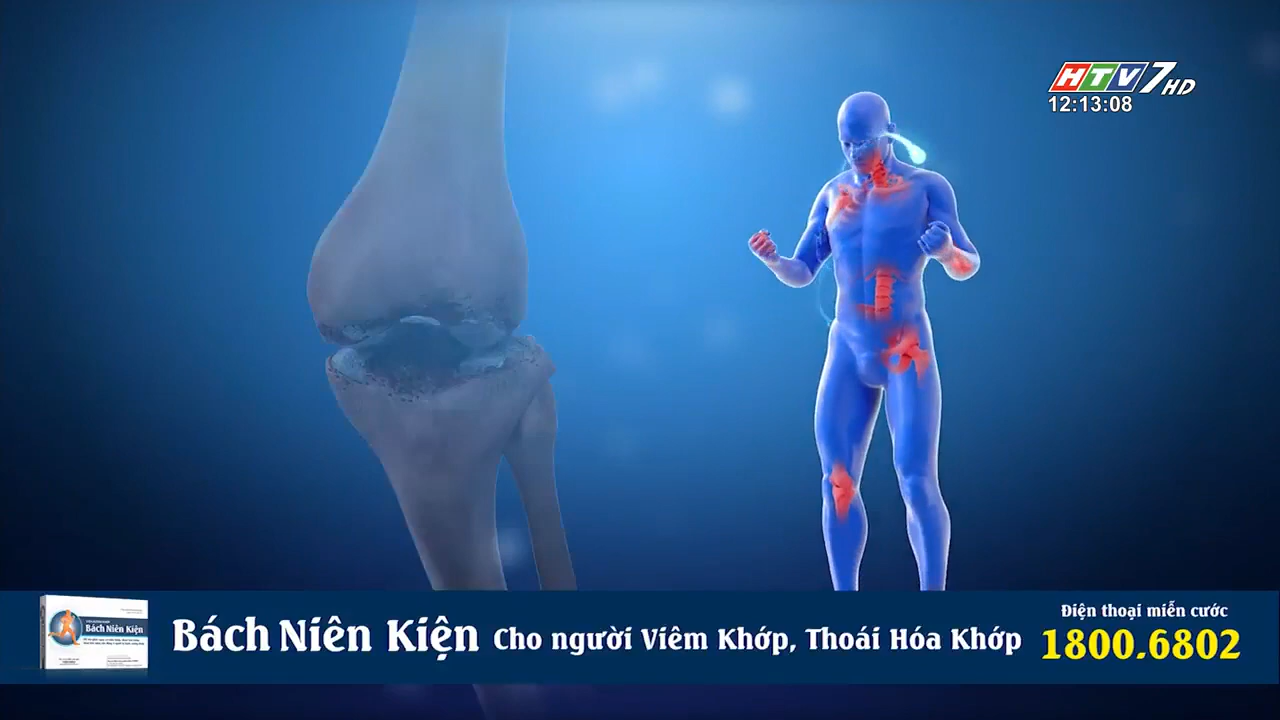 HTV7HD
12:13:08
Bách Niên Kiện
Bách Niên Kiện Cho người Viêm Khớp, Thoái Hóa Khớp
Điện thoại miễn cước
1800.6802